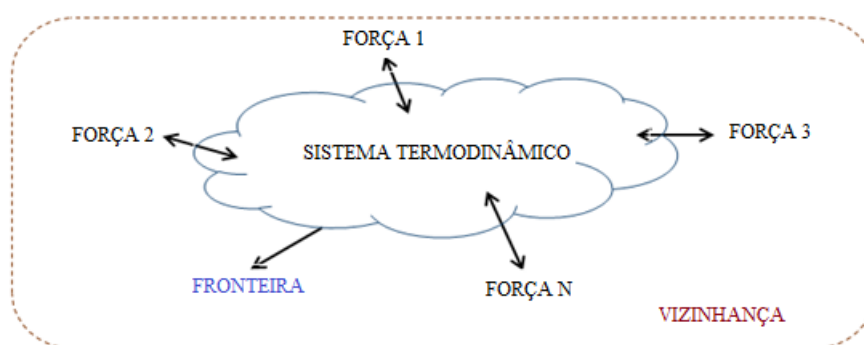 FORÇA 1
FORÇA 2
FORÇA 3
SISTEMA TERMODINÂMICO
FRONTEIRA
FORÇA N
VIZINHANÇA